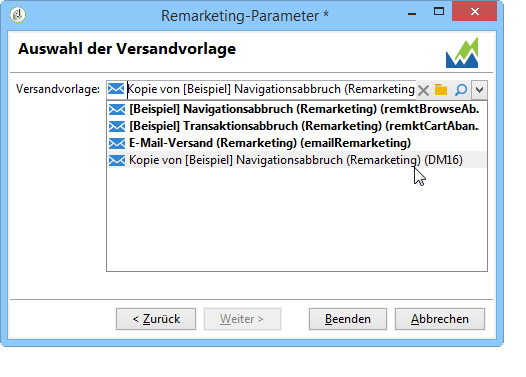 Remarketing-Parameter *
Auswahl der Versandvorlage
Versandvorlage: Kopie von [Beispiel] Navigationsabbruch (Remarketing
[Beispiel] Navigationsabbruch (Remarketing) (remktBrowseAb..
[Beispiel] Transaktionsabbruch (Remarketing) (remktCartAban..
E-Mail-Versand (Remarketing) (emailRemarketing)
Kopie von [Beispiel] Navigationsabbruch (Remarketing) (DM16)
< Zurück Weiter > Beenden Abbrechen